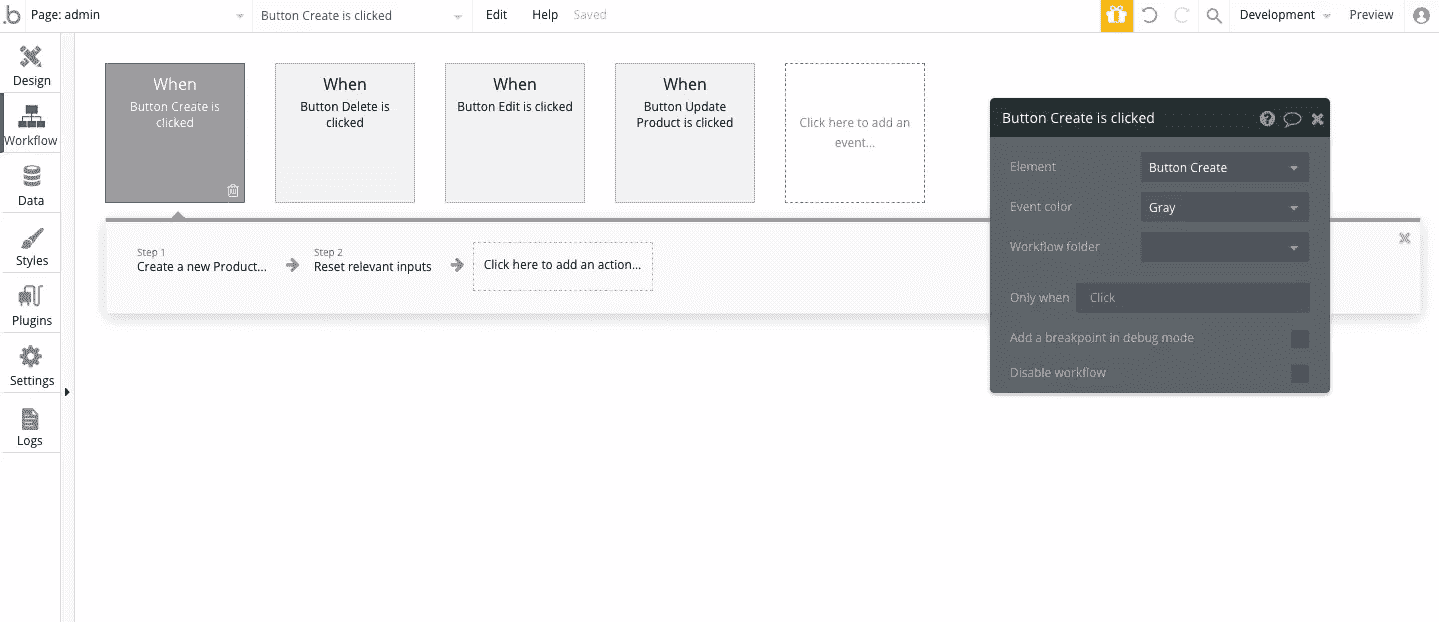 b Page: admin Button Create is clicked Edit Help Saved Development Preview
Design
Workflow
Data
Styles
Plugins
Settings
Logs
When
Button Create is
clicked
When
Button Delete is
clicked
When
Button Edit is clicked
When
Button Update
Product is clicked
Click here to add an
event...
Step 1
Create a new Product...
Step 2
Reset relevant inputs
Click here to add an action...
Button Create is clicked
Element Button Create
Event color Gray
Workflow folder
Only when Click
Add a breakpoint in debug mode
Disable workflow